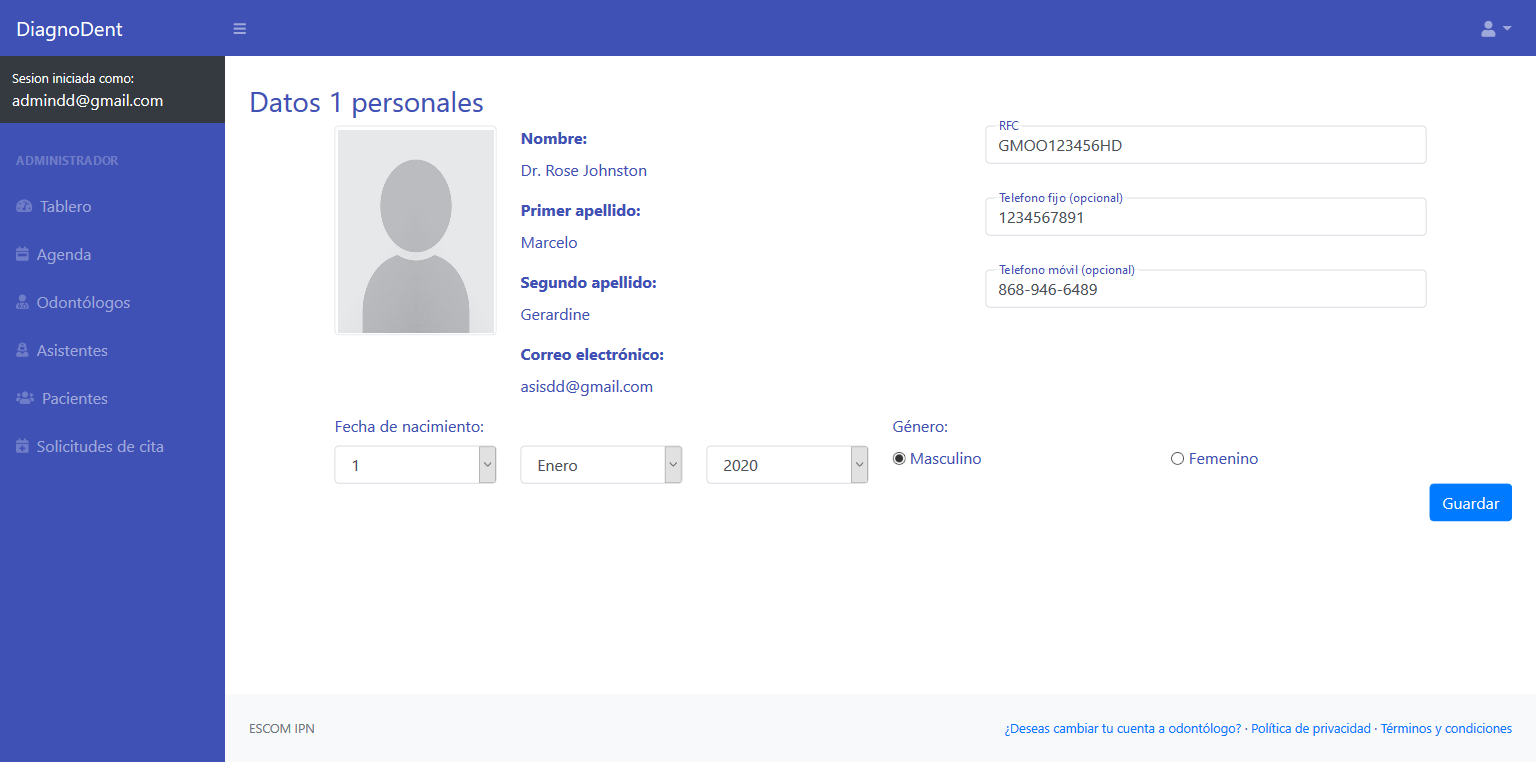 DiagnoDent
Sesion iniciada como:
admindd@gmail.com
ADMINISTRADOR
Tablero
Agenda
Odontólogos
Asistentes
Pacientes
Solicitudes de cita
Datos 1 personales
Nombre:
Dr. Rose Johnston
Primer apellido:
Marcelo
Segundo apellido:
Gerardine
Correo electrónico:
asisdd@gmail.com
RFC
GMOO123456HD
Telefono fijo (opcional)
1234567891
Telefono móvil (opcional)
868-946-6489
Fecha de nacimiento:
1 Enero 2020
Género:
Masculino Femenino
Guardar
ESCOM IPN
¿Deseas cambiar tu cuenta a odontólogo? · Política de privacidad · Términos y condiciones